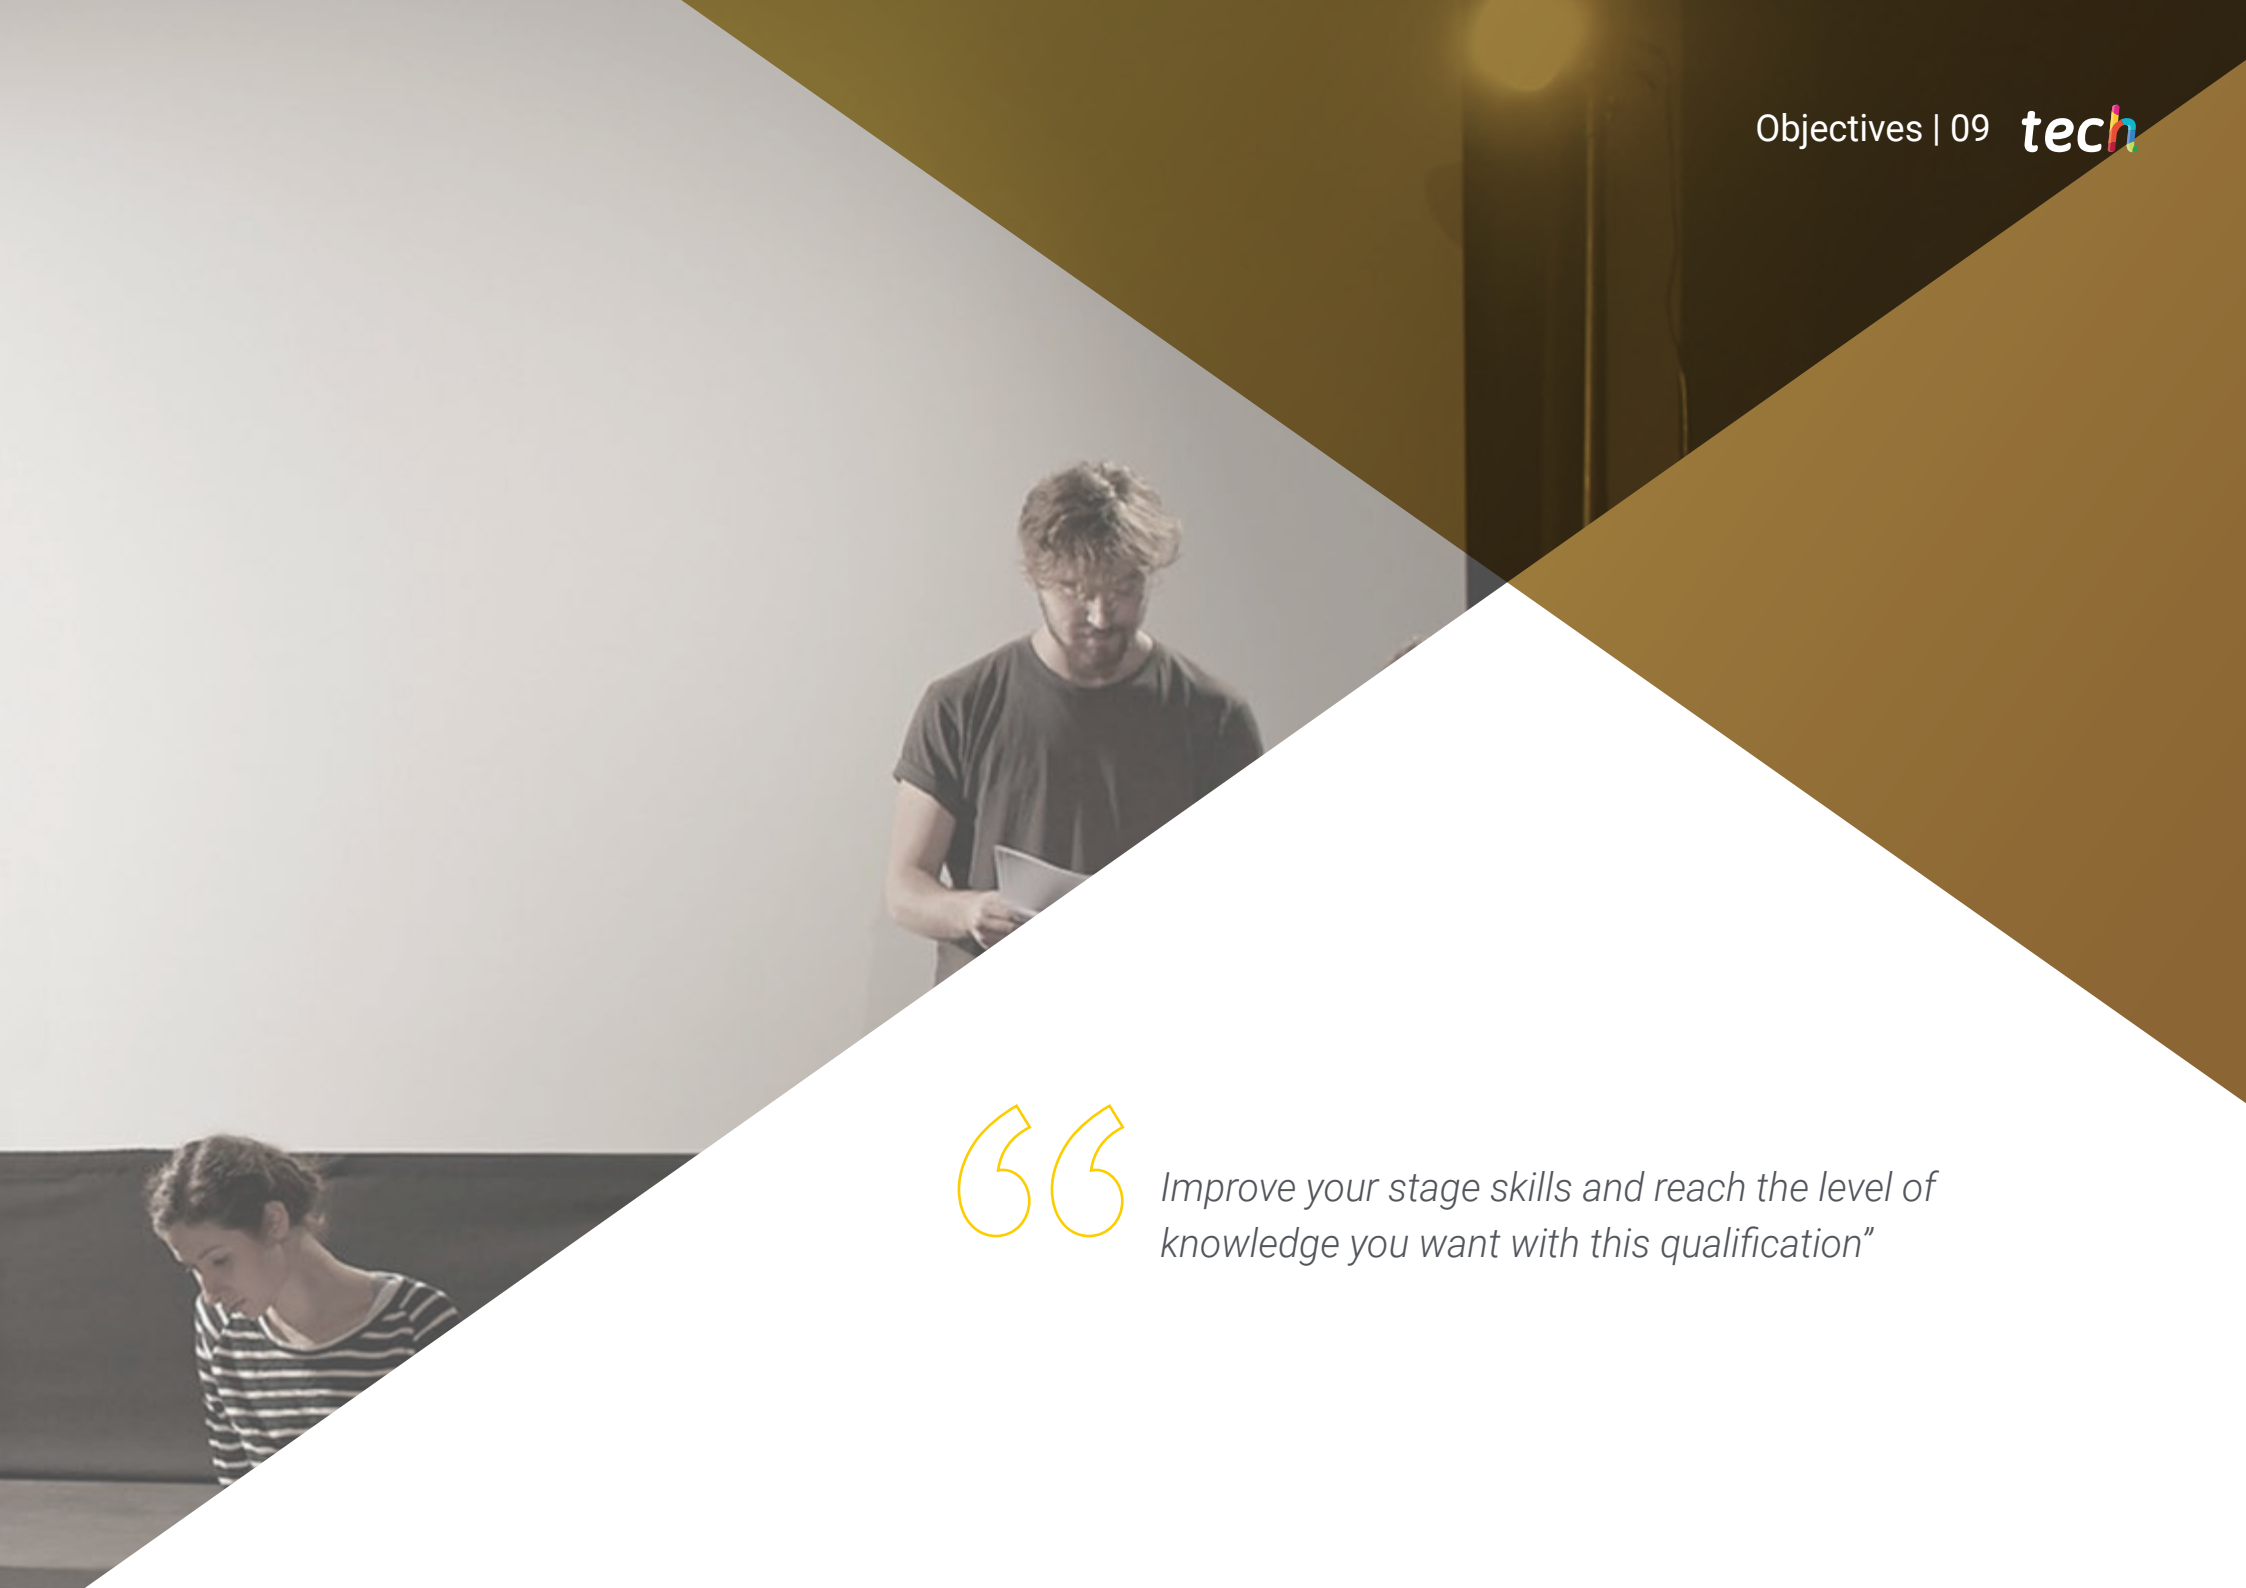 Objectives | 09 tech
Improve your stage skills and reach the level of
knowledge you want with this qualification”